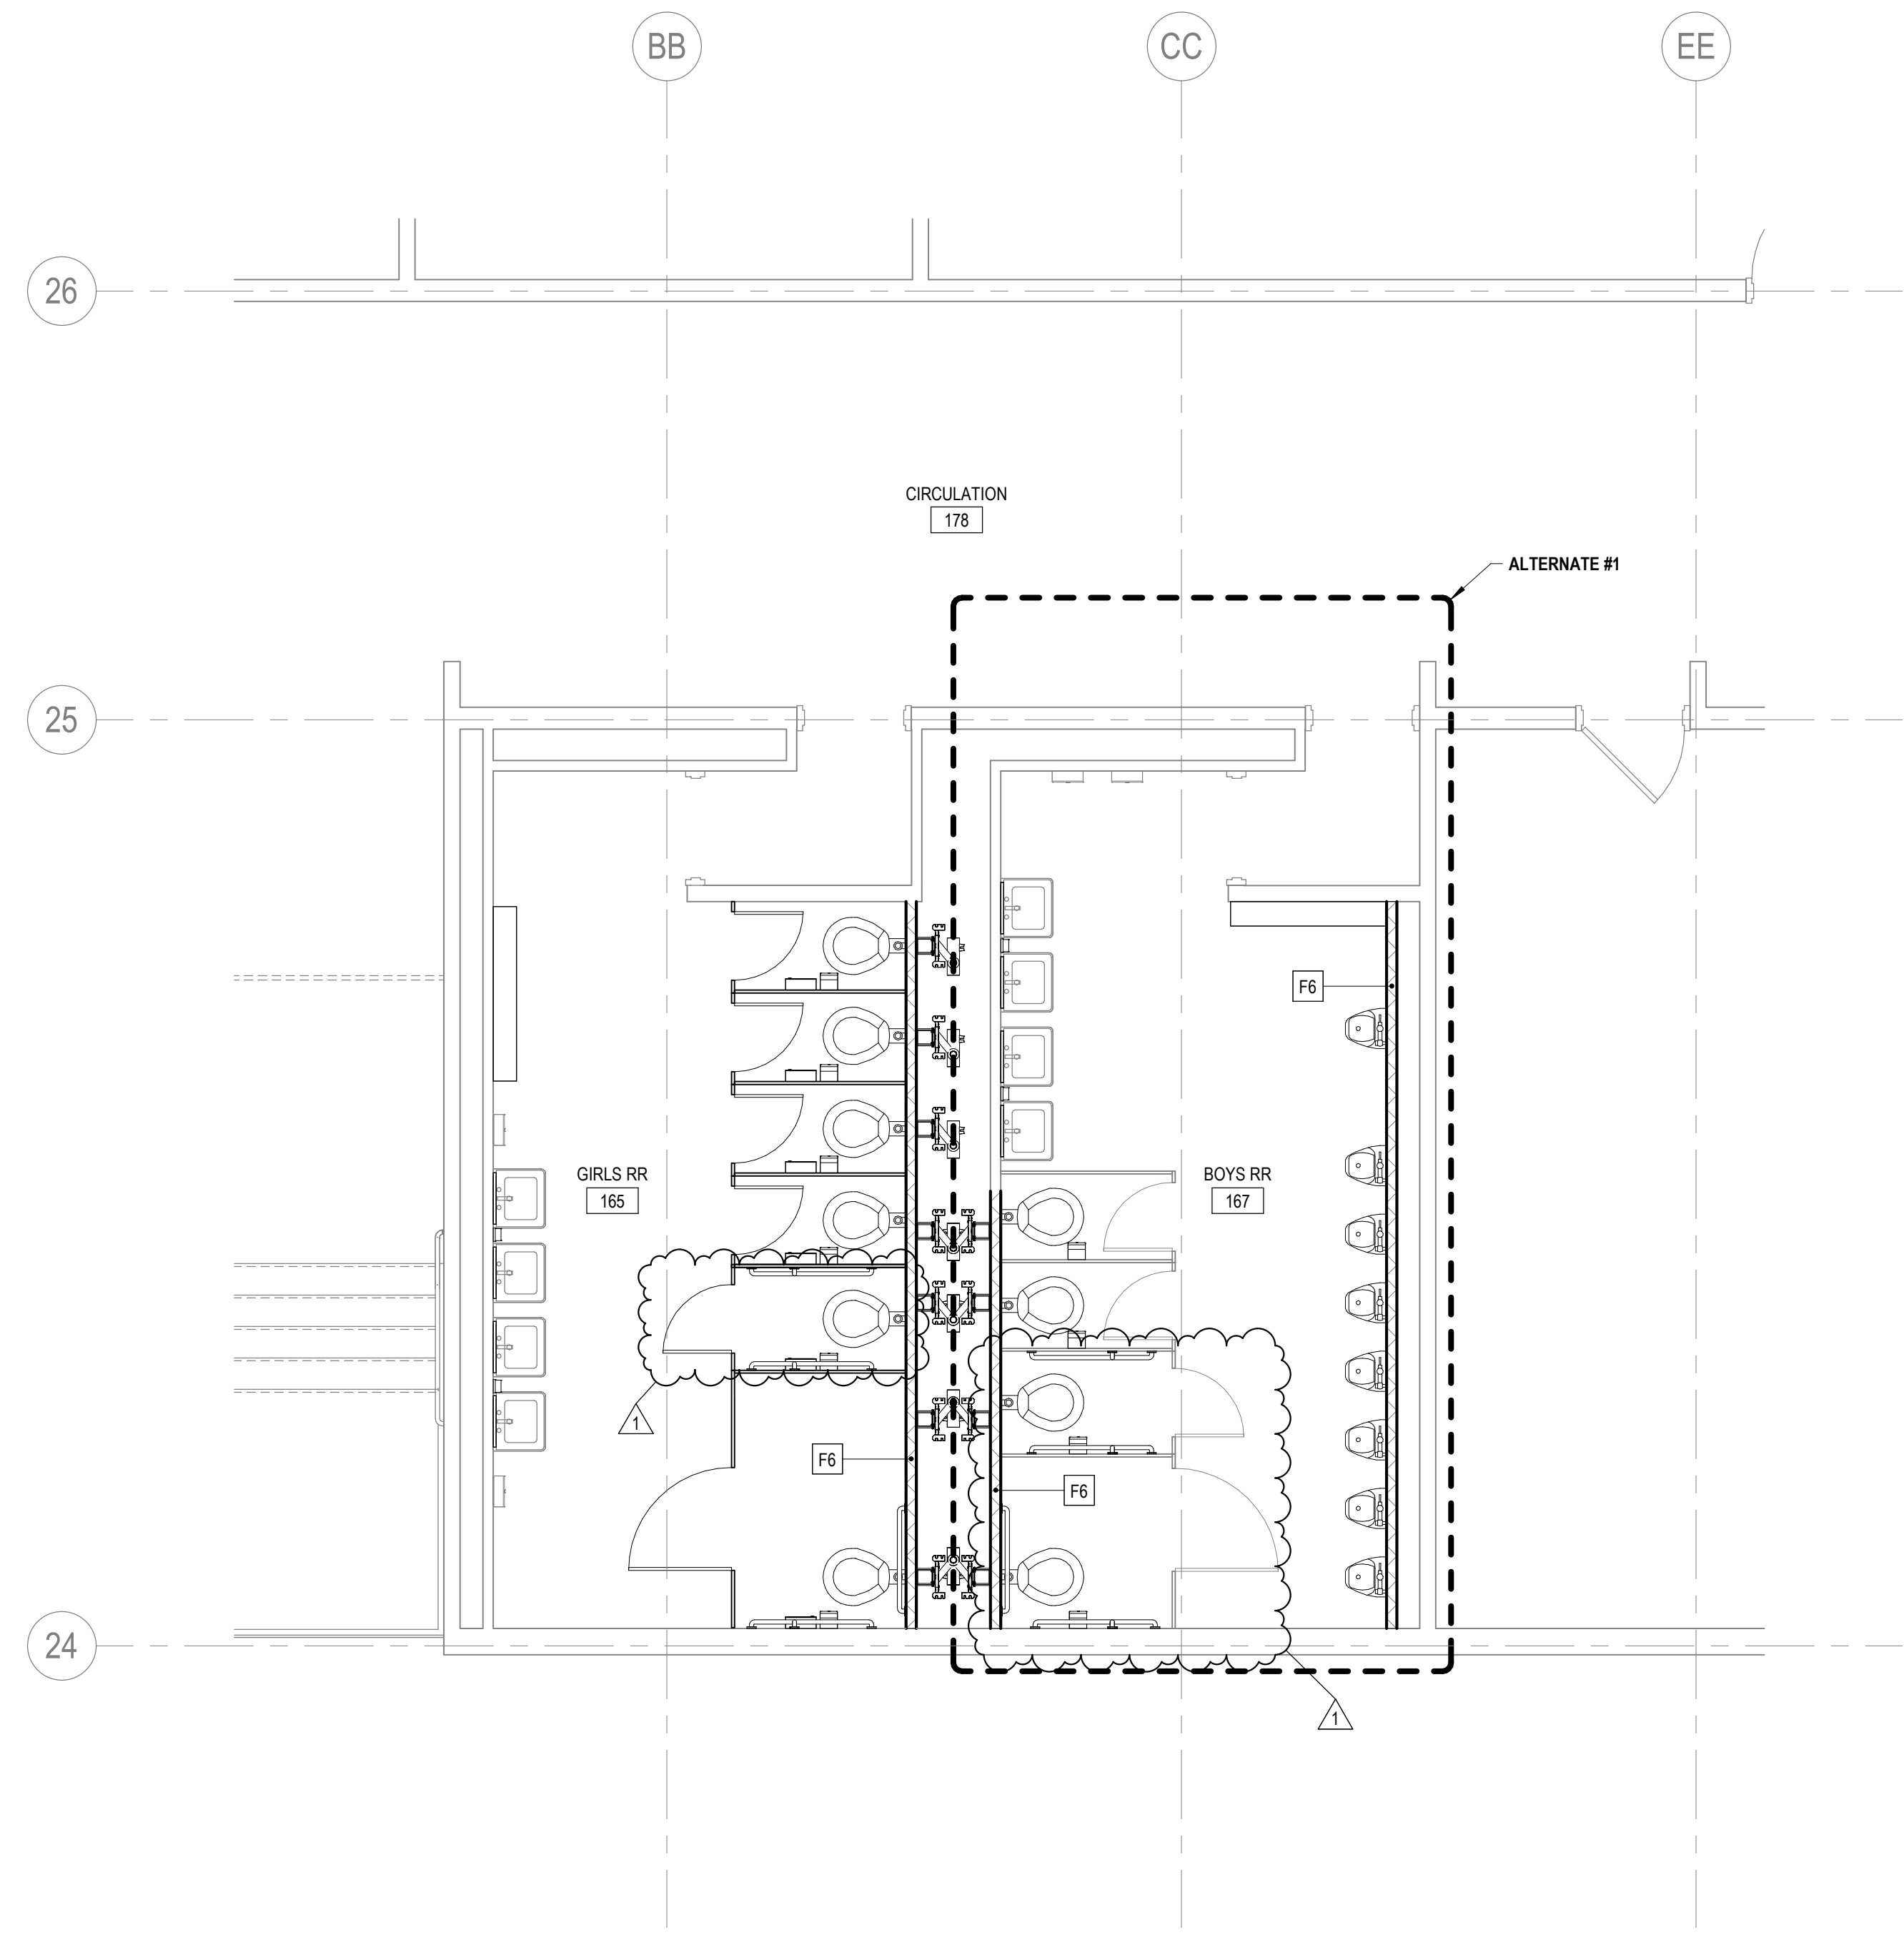 BB
CC
EE
26
CIRCULATION
178
ALTERNATE #1
25
F6
GIRLS RR
165
BOYS RR
167
1
F6
F6
24
1